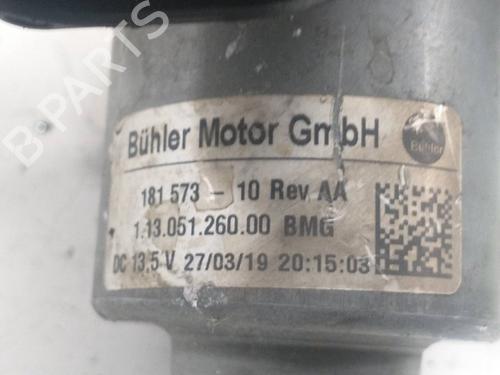 B-PARTS
Bühler Motor GmbH
Bühler
181 573 - 10 Rev AA
1.13.051.260.00 BMG
DC 13,5 V 27/03/19 20:15:03